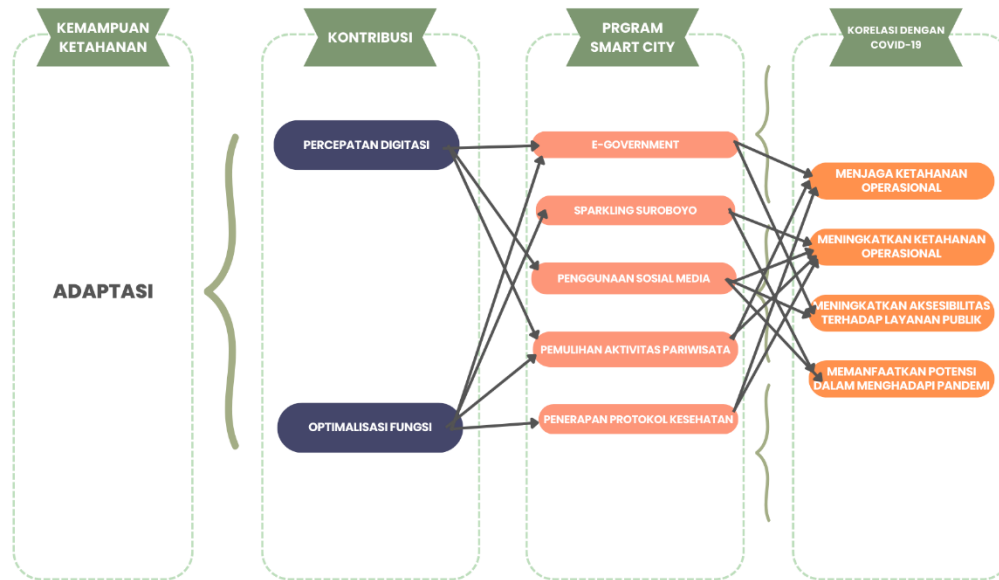 KEMAMPUAN
KETAHANAN
KONTRIBUSI
PRGRAM
SMART CITY
KORELASI DENGAN
COVID-19
ADAPTASI
PERCEPATAN DIGITASI
OPTIMALISASI FUNGSI
E-GOVERNMENT
SPARKLING SUROBOYO
PENGGUNAAN SOSIAL MEDIA
PEMULIHAN AKTIVITAS PARIWISATA
PENERAPAN PROTOKOL KESEHATAN
MENJAGA KETAHANAN
OPERASIONAL
MENINGKATKAN KETAHANAN
OPERASIONAL
MENINGKATKAN AKSESIBILITAS
TERHADAP LAYANAN PUBLIK
MEMANFAATKAN POTENSI
DALAM MENGHADAPI PANDEMI